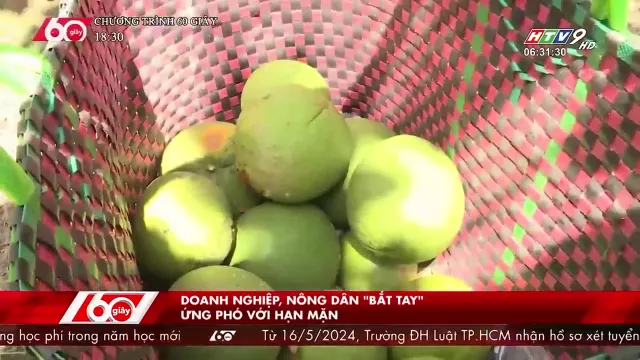 60 giây
CHƯƠNG TRÌNH 60 GIÂY
18:30
HTV9 HD
06:31:30
60 giây
DOANH NGHIỆP, NÔNG DÂN "BẮT TAY"
ỨNG PHÓ VỚI HẠN MẶN
ng học phí trong năm học mới 60 Từ 16/5/2024, Trường ĐH Luật TP.HCM nhận hồ sơ xét tuyển